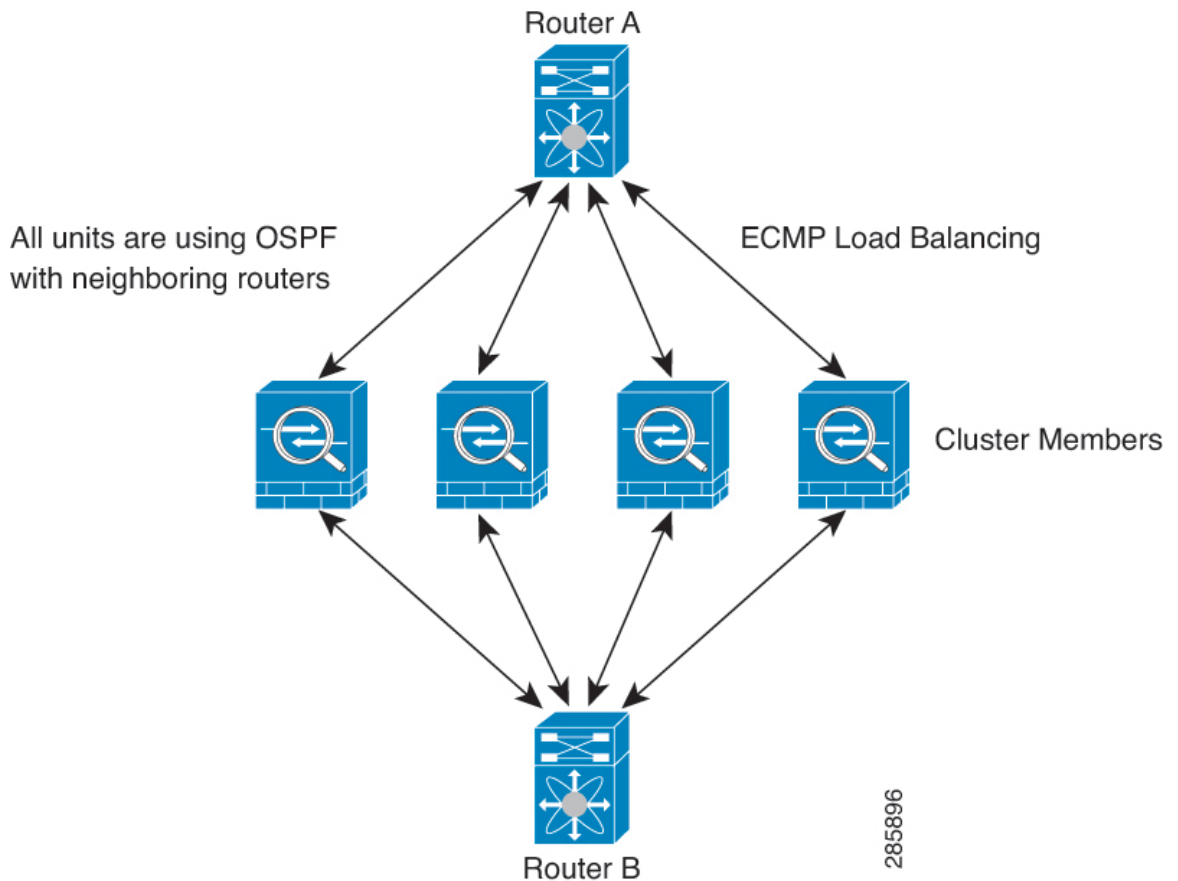 Router A
All units are using OSPF
with neighboring routers
ECMP Load Balancing
Cluster Members
285896
Router B